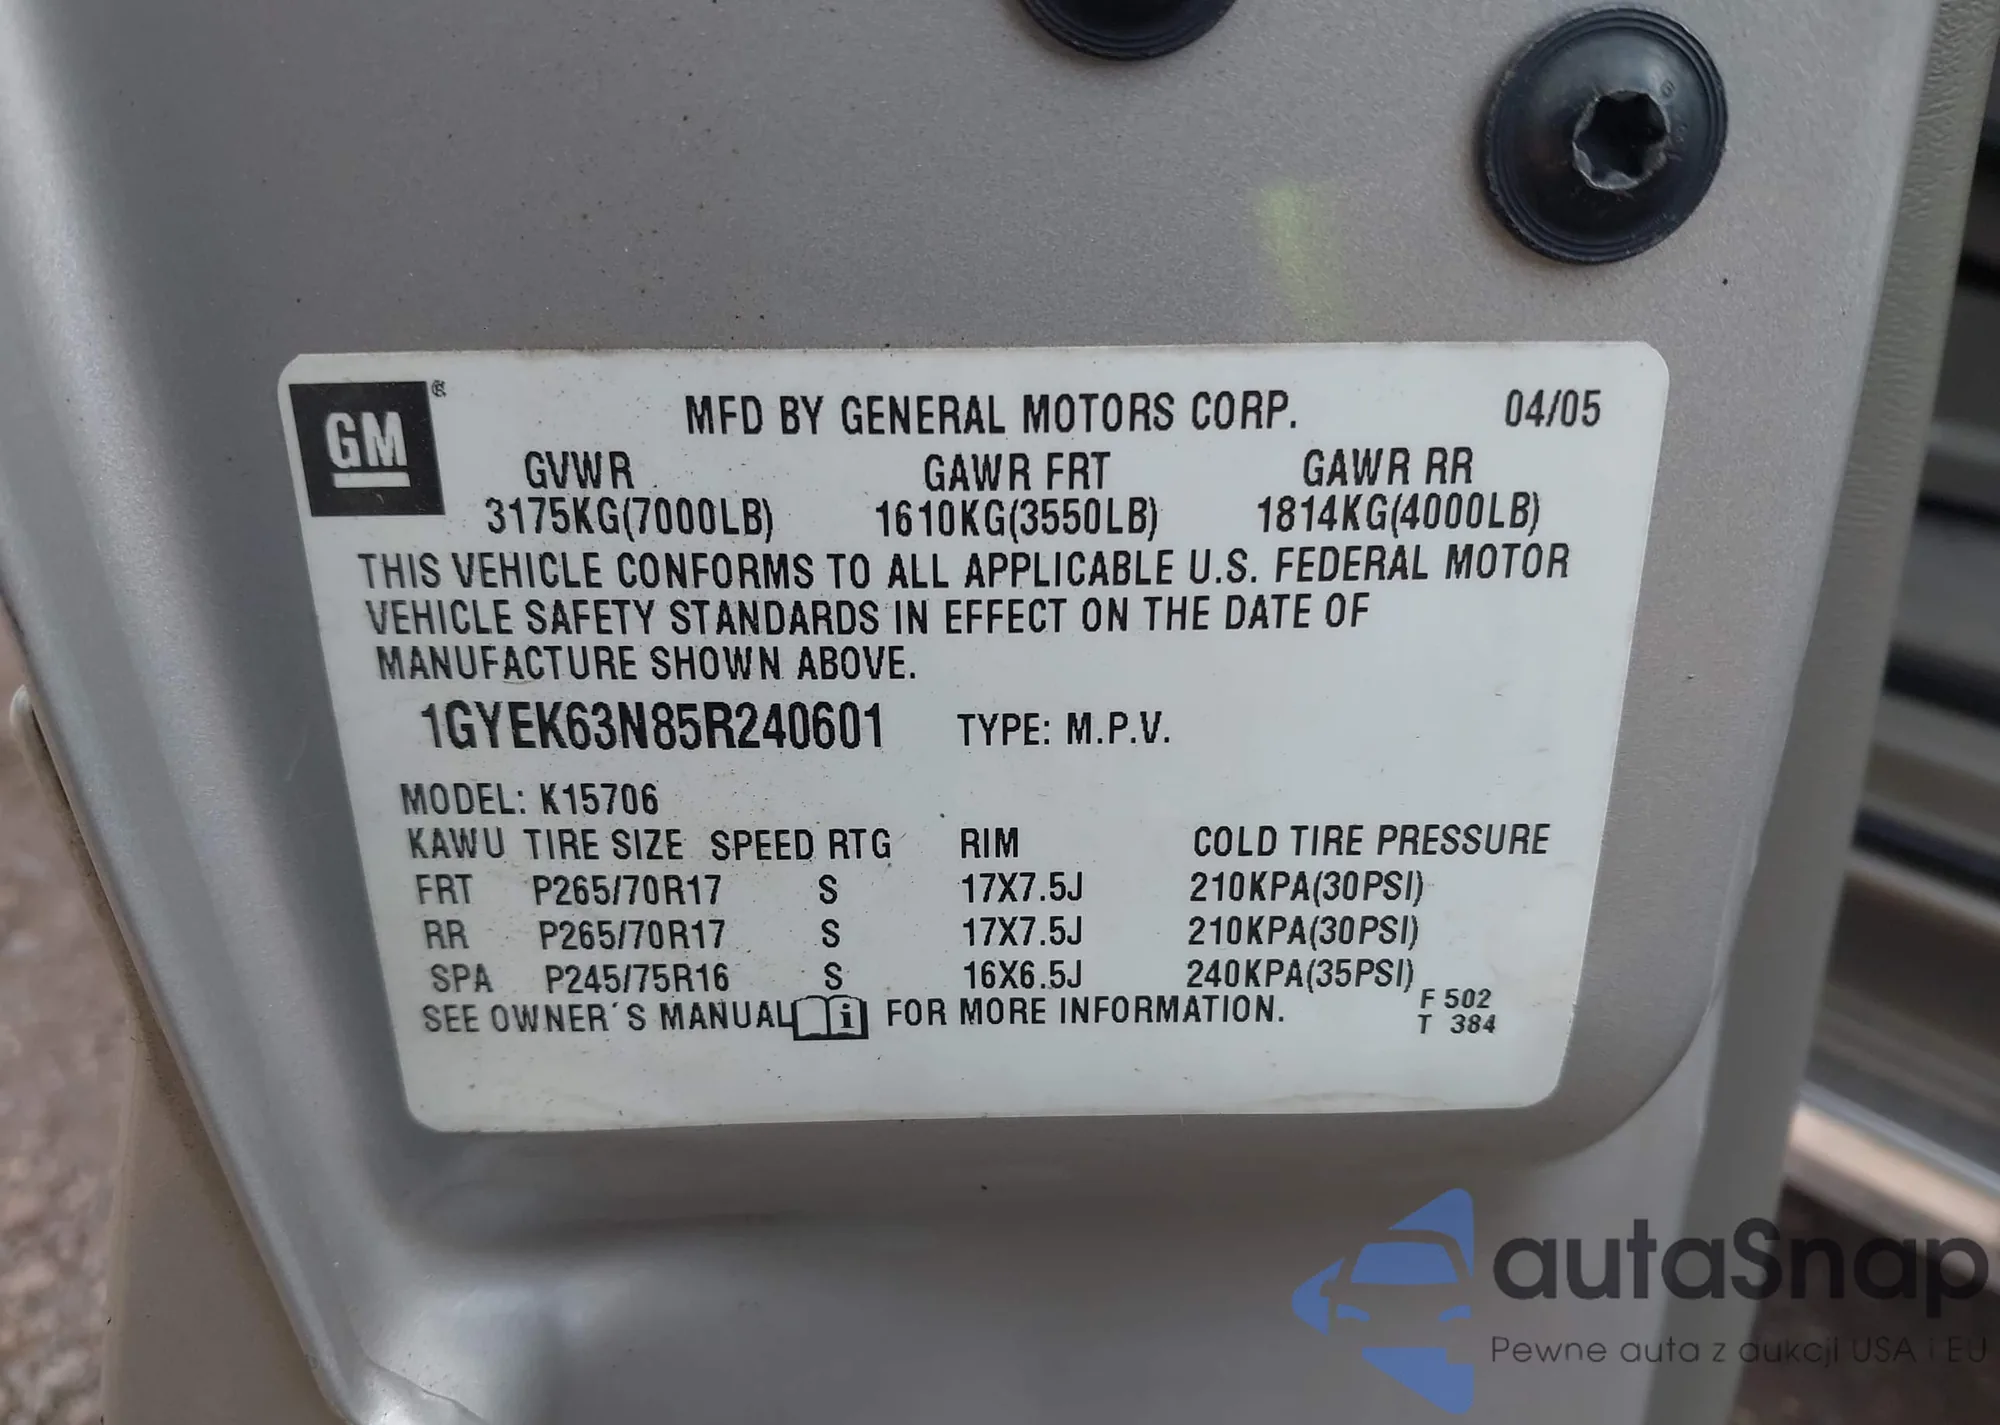 GM®
MFD BY GENERAL MOTORS CORP. 04/05
GVWR GAWR FRT GAWR RR
3175KG(7000LB) 1610KG(3550LB) 1814KG(4000LB)
THIS VEHICLE CONFORMS TO ALL APPLICABLE U.S. FEDERAL MOTOR
VEHICLE SAFETY STANDARDS IN EFFECT ON THE DATE OF
MANUFACTURE SHOWN ABOVE.
1GYEK63N85R240601 TYPE: M.P.V.
MODEL: K15706
KAWU TIRE SIZE SPEED RTG RIM COLD TIRE PRESSURE
FRT P265/70R17 S 17X7.5J 210KPA(30PSI)
RR P265/70R17 S 17X7.5J 210KPA(30PSI)
SPA P245/75R16 S 16X6.5J 240KPA(35PSI)
SEE OWNER'S MANUAL i FOR MORE INFORMATION.
F 502
T 384
autaSnap
Pewne auta z aukcji USA i EU